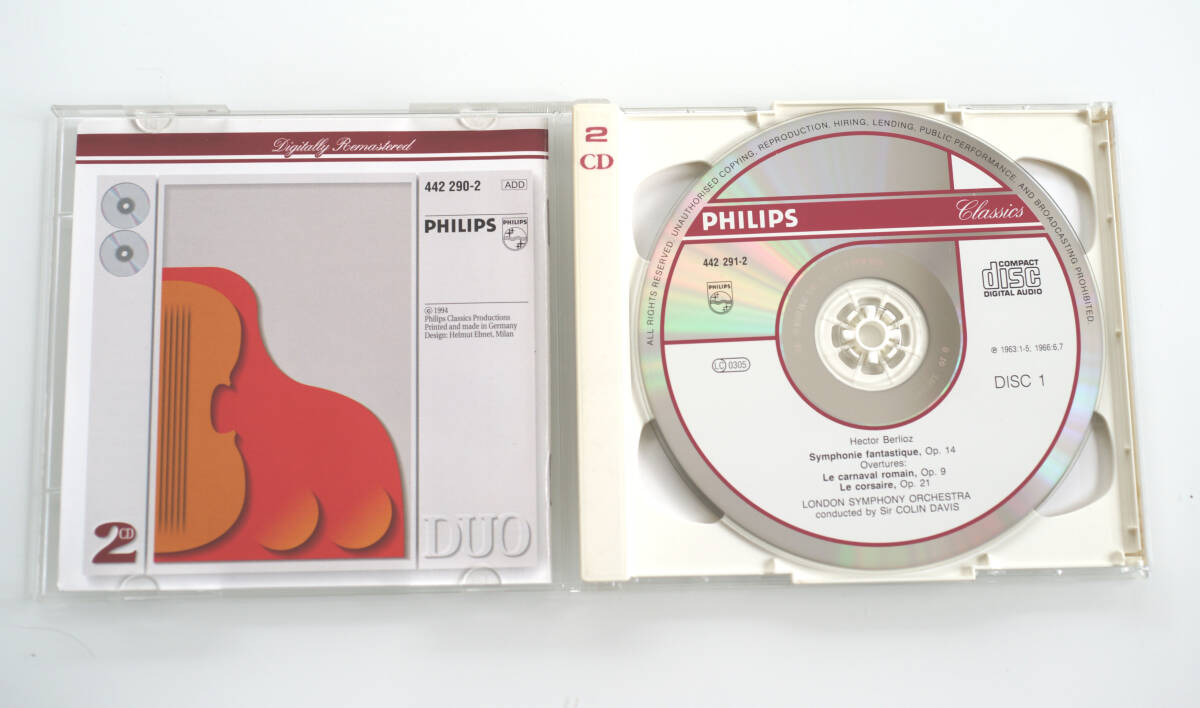 Digitally Remastered
442 290-2 ADD
PHILIPS PHILIPS
℗ 1994
Philips Classics Productions
Printed and made in Germany
Design: Helmut Ebnet, Milan
2 CD
DUO
2
CD
ALL RIGHTS RESERVED. UNAUTHORISED COPYING, REPRODUCTION, HIRING, LENDING, PUBLIC PERFORMANCE, AND BROADCASTING PROHIBITED.
PHILIPS Classics
442 291-2
PHILIPS
COMPACT
disc
DIGITAL AUDIO
LC 0305
℗ 1963:1-5; 1966:6,7
DISC 1
Hector Berlioz
Symphonie fantastique, Op. 14
Overtures:
Le carnaval romain, Op. 9
Le corsaire, Op. 21
LONDON SYMPHONY ORCHESTRA
conducted by Sir COLIN DAVIS